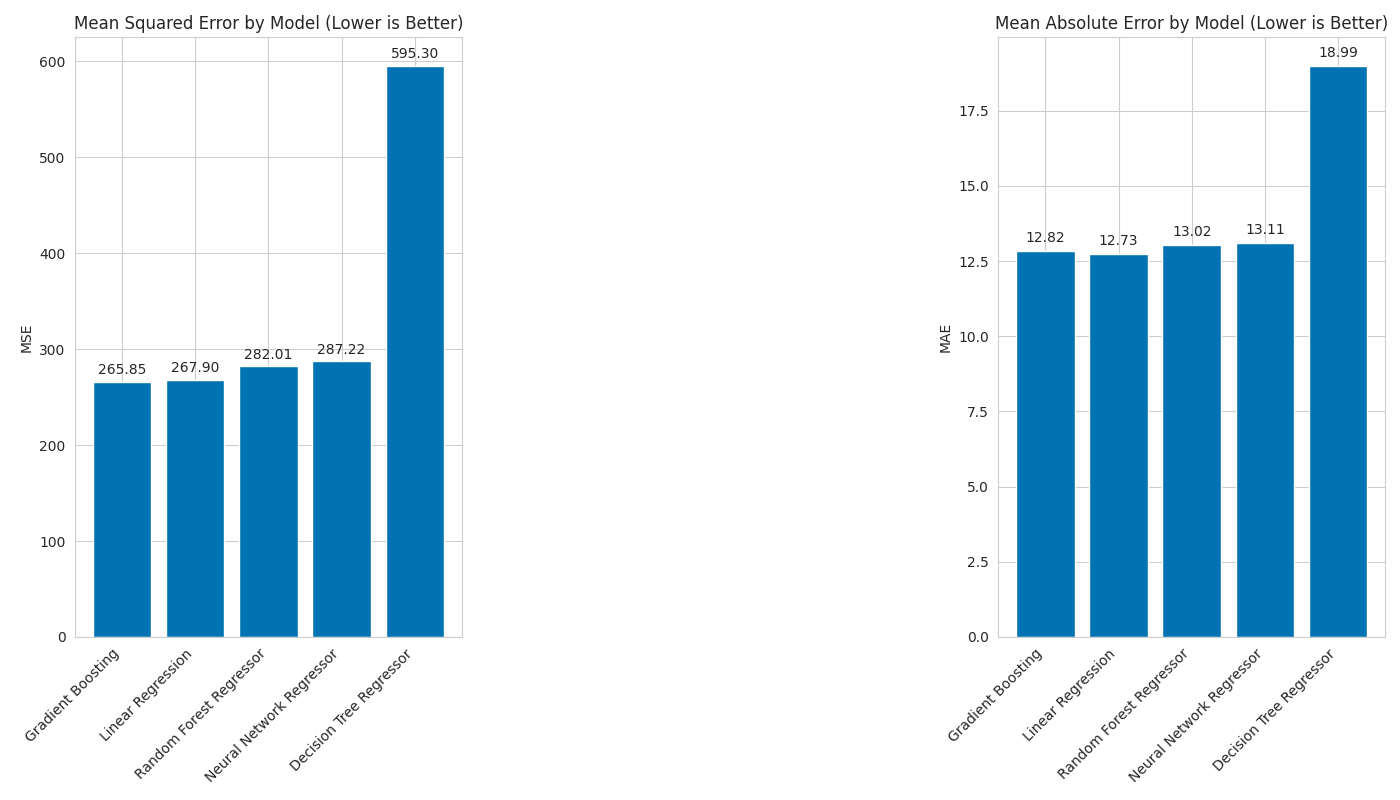 Mean Squared Error by Model (Lower is Better)
MSE
600
500
400
300
200
100
0
265.85
267.90
282.01
287.22
595.30
Gradient Boosting
Linear Regression
Random Forest Regressor
Neural Network Regressor
Decision Tree Regressor
Mean Absolute Error by Model (Lower is Better)
MAE
17.5
15.0
12.5
10.0
7.5
5.0
2.5
0.0
12.82
12.73
13.02
13.11
18.99
Gradient Boosting
Linear Regression
Random Forest Regressor
Neural Network Regressor
Decision Tree Regressor